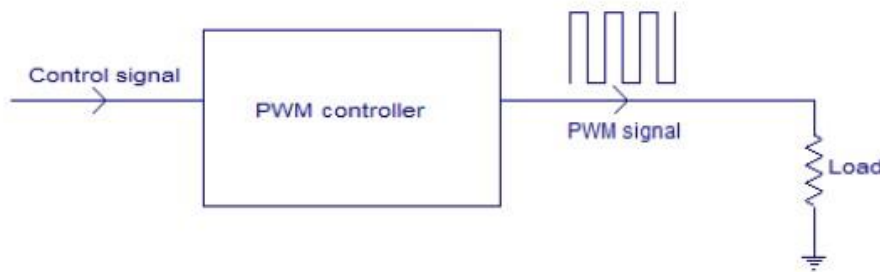 Control signal
PWM controller
PWM signal
Load